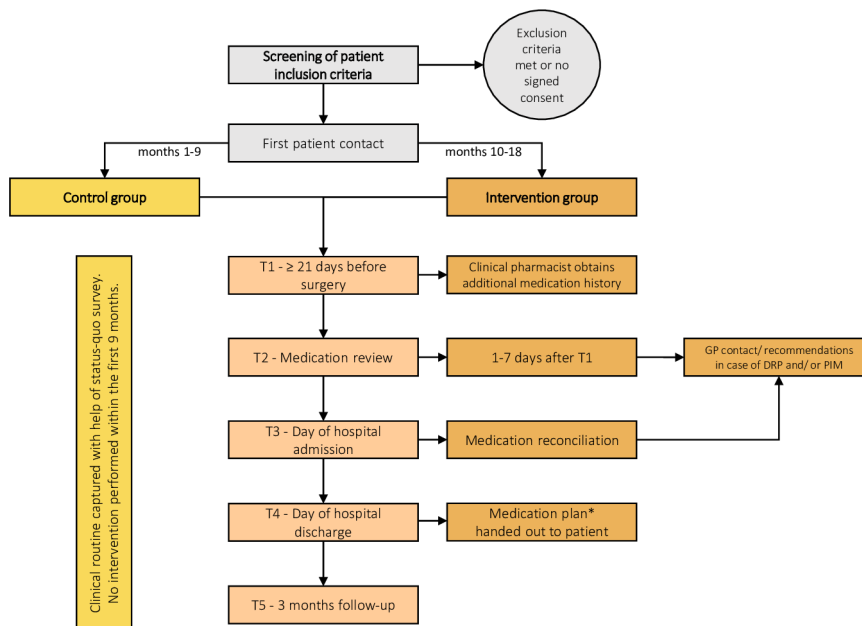 Screening of patient
inclusion criteria
Exclusion
criteria
met or no
signed
consent
First patient contact
months 1-9
months 10-18
Control group
Intervention group
Clinical routine captured with help of status-quo survey.
No intervention performed within the first 9 months.
T1 - ≥ 21 days before
surgery
Clinical pharmacist obtains
additional medication history
T2 - Medication review
1-7 days after T1
GP contact/ recommendations
in case of DRP and/ or PIM
T3 - Day of hospital
admission
Medication reconciliation
T4 - Day of hospital
discharge
Medication plan*
handed out to patient
T5 - 3 months follow-up